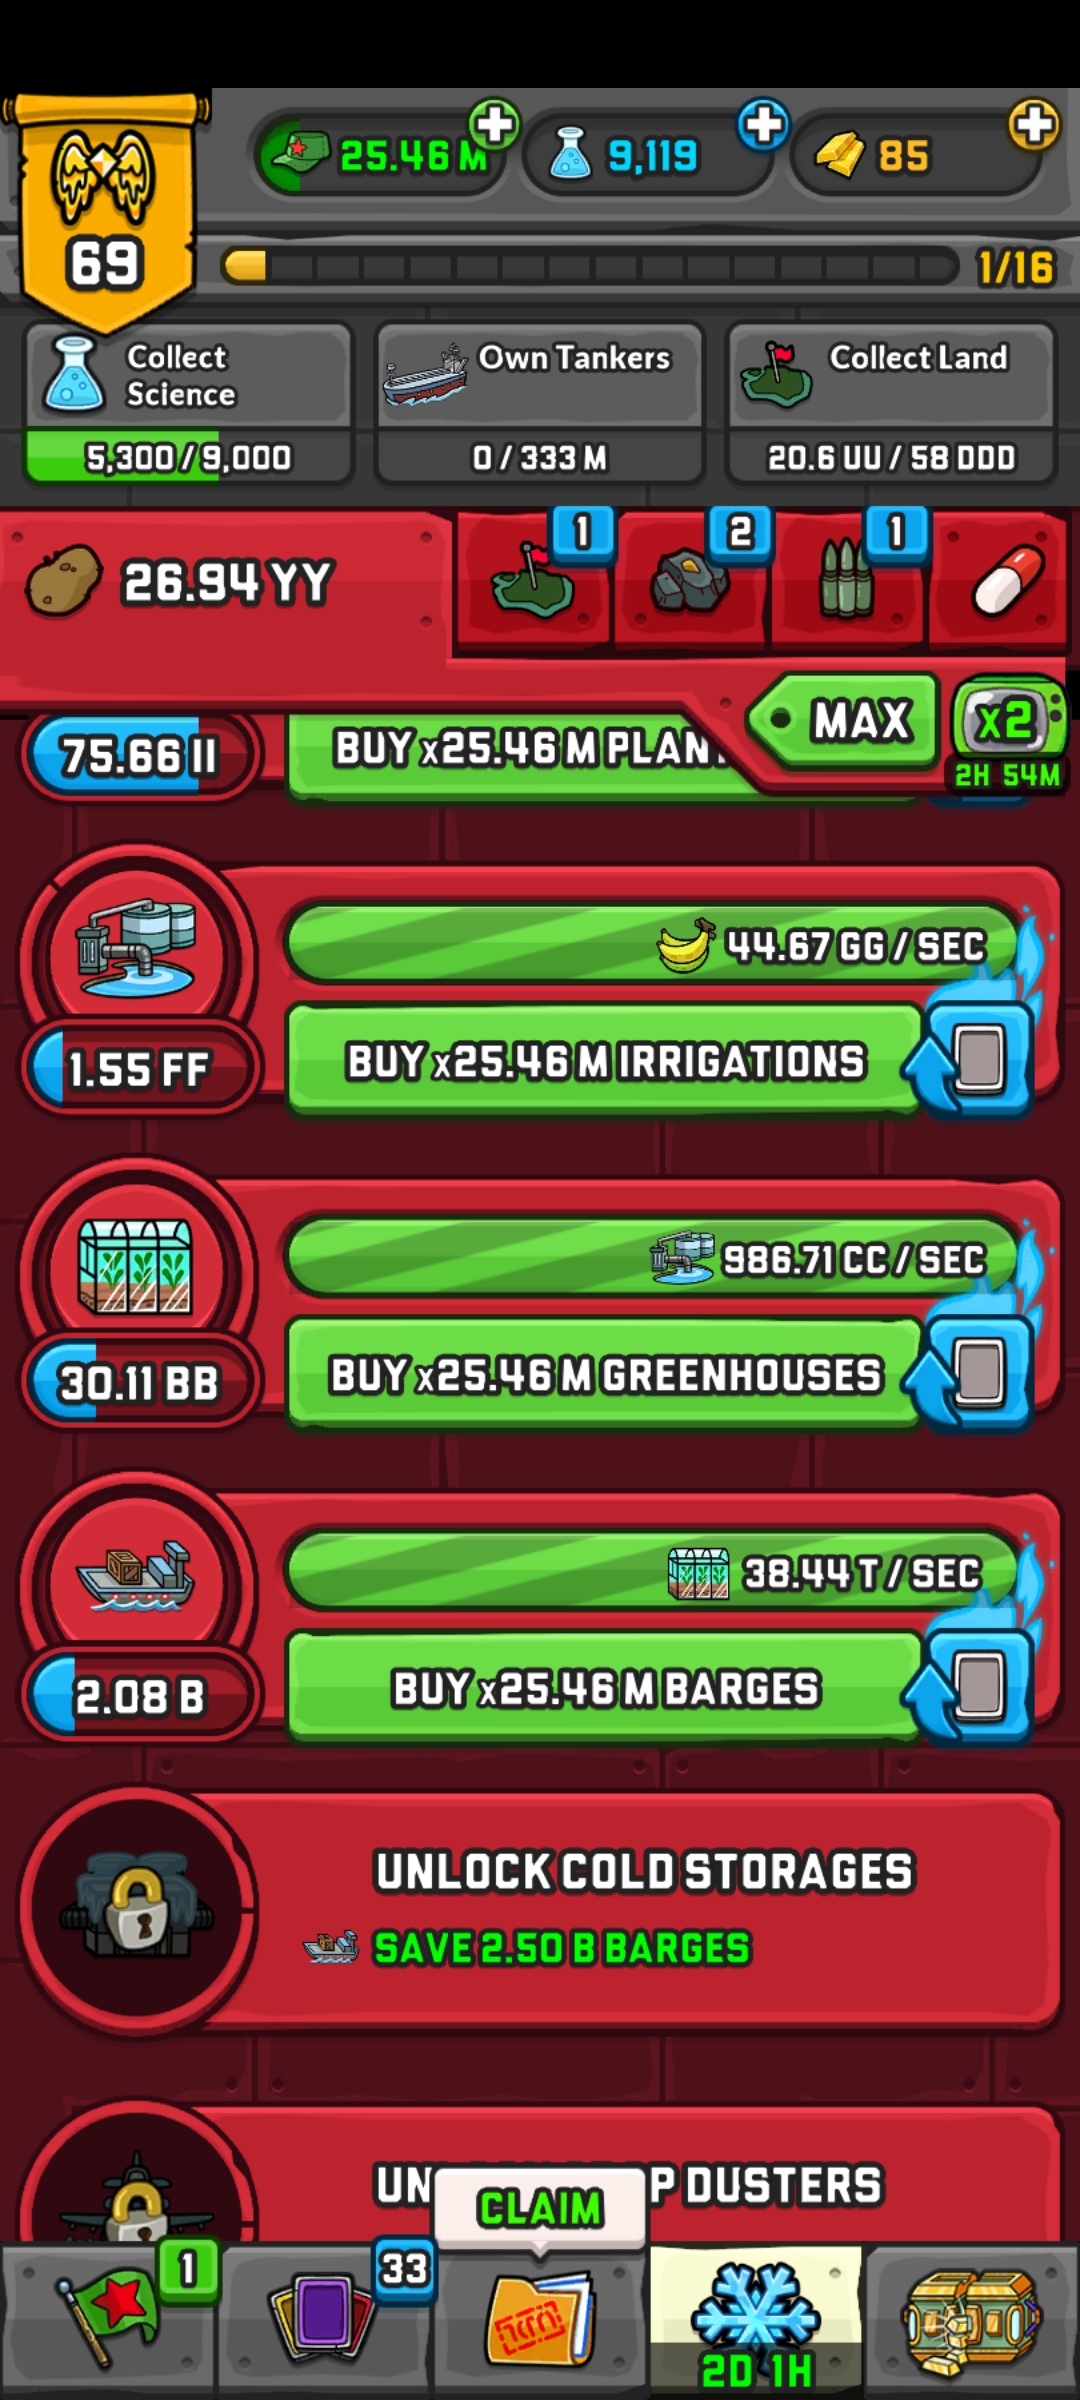 25.46 M
9,119
85
69
1/16
Collect
Science
5,300 / 9,000
Own Tankers
0 / 333 M
Collect Land
20.6 UU / 58 DDD
26.94 YY
1
2
1
MAX
x2
2H 54M
75.66 II
BUY x25.46 M PLAN
44.67 GG / SEC
1.55 FF
BUY x25.46 M IRRIGATIONS
986.71 CC / SEC
30.11 BB
BUY x25.46 M GREENHOUSES
38.44 T / SEC
2.08 B
BUY x25.46 M BARGES
UNLOCK COLD STORAGES
SAVE 2.50 B BARGES
UN P DUSTERS
CLAIM
1
33
2D 1H